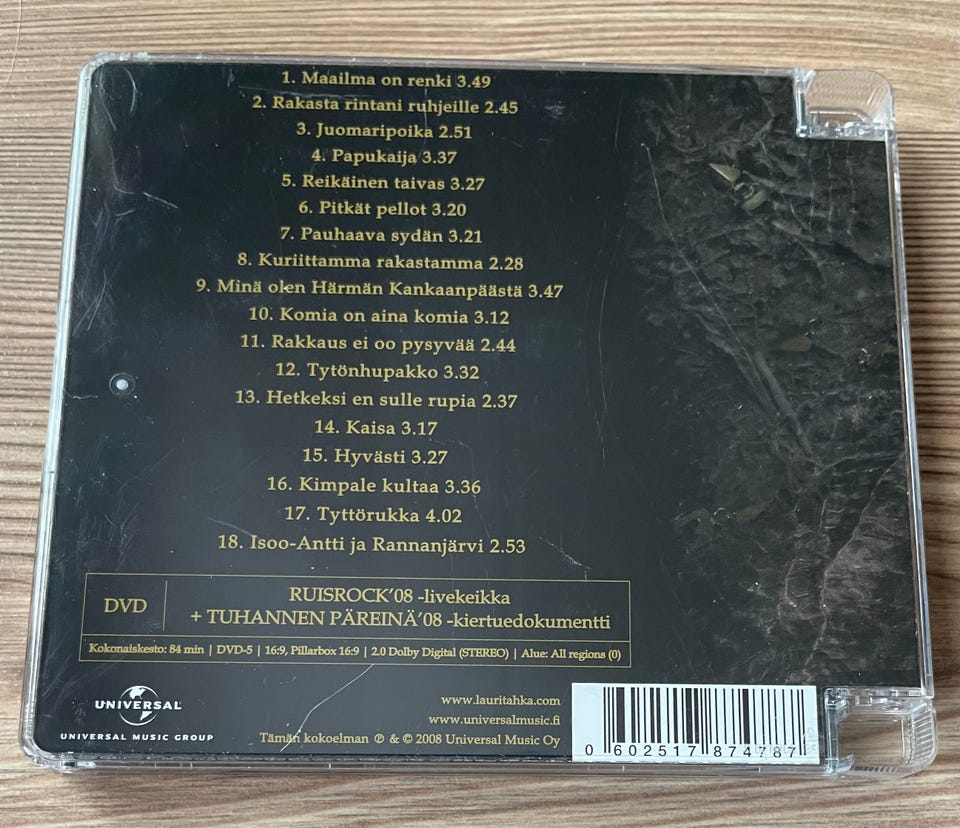 1. Maailma on renki 3.49
2. Rakasta rintani ruhjeille 2.45
3. Juomaripoika 2.51
4. Papukaija 3.37
5. Reikäinen taivas 3.27
6. Pitkät pellot 3.20
7. Pauhaava sydän 3.21
8. Kuriittamma rakastamma 2.28
9. Minä olen Härmän Kankaanpäästä 3.47
10. Komia on aina komia 3.12
11. Rakkaus ei oo pysyvää 2.44
12. Tytönhupakko 3.32
13. Hetkeksi en sulle rupia 2.37
14. Kaisa 3.17
15. Hyvästi 3.27
16. Kimpale kultaa 3.36
17. Tyttörukka 4.02
18. Isoo-Antti ja Rannanjärvi 2.53
DVD
RUISROCK'08 -livekeikka
+ TUHANNEN PÄREINÄ'08 -kiertuedokumentti
Kokonaiskesto: 84 min | DVD-5 | 16:9, Pillarbox 16:9 | 2.0 Dolby Digital (STEREO) | Alue: All regions (0)
UNIVERSAL
UNIVERSAL MUSIC GROUP
www.lauritahka.com
www.universalmusic.fi
Tämän kokoelman ℗ & © 2008 Universal Music Oy
0 602517 874787